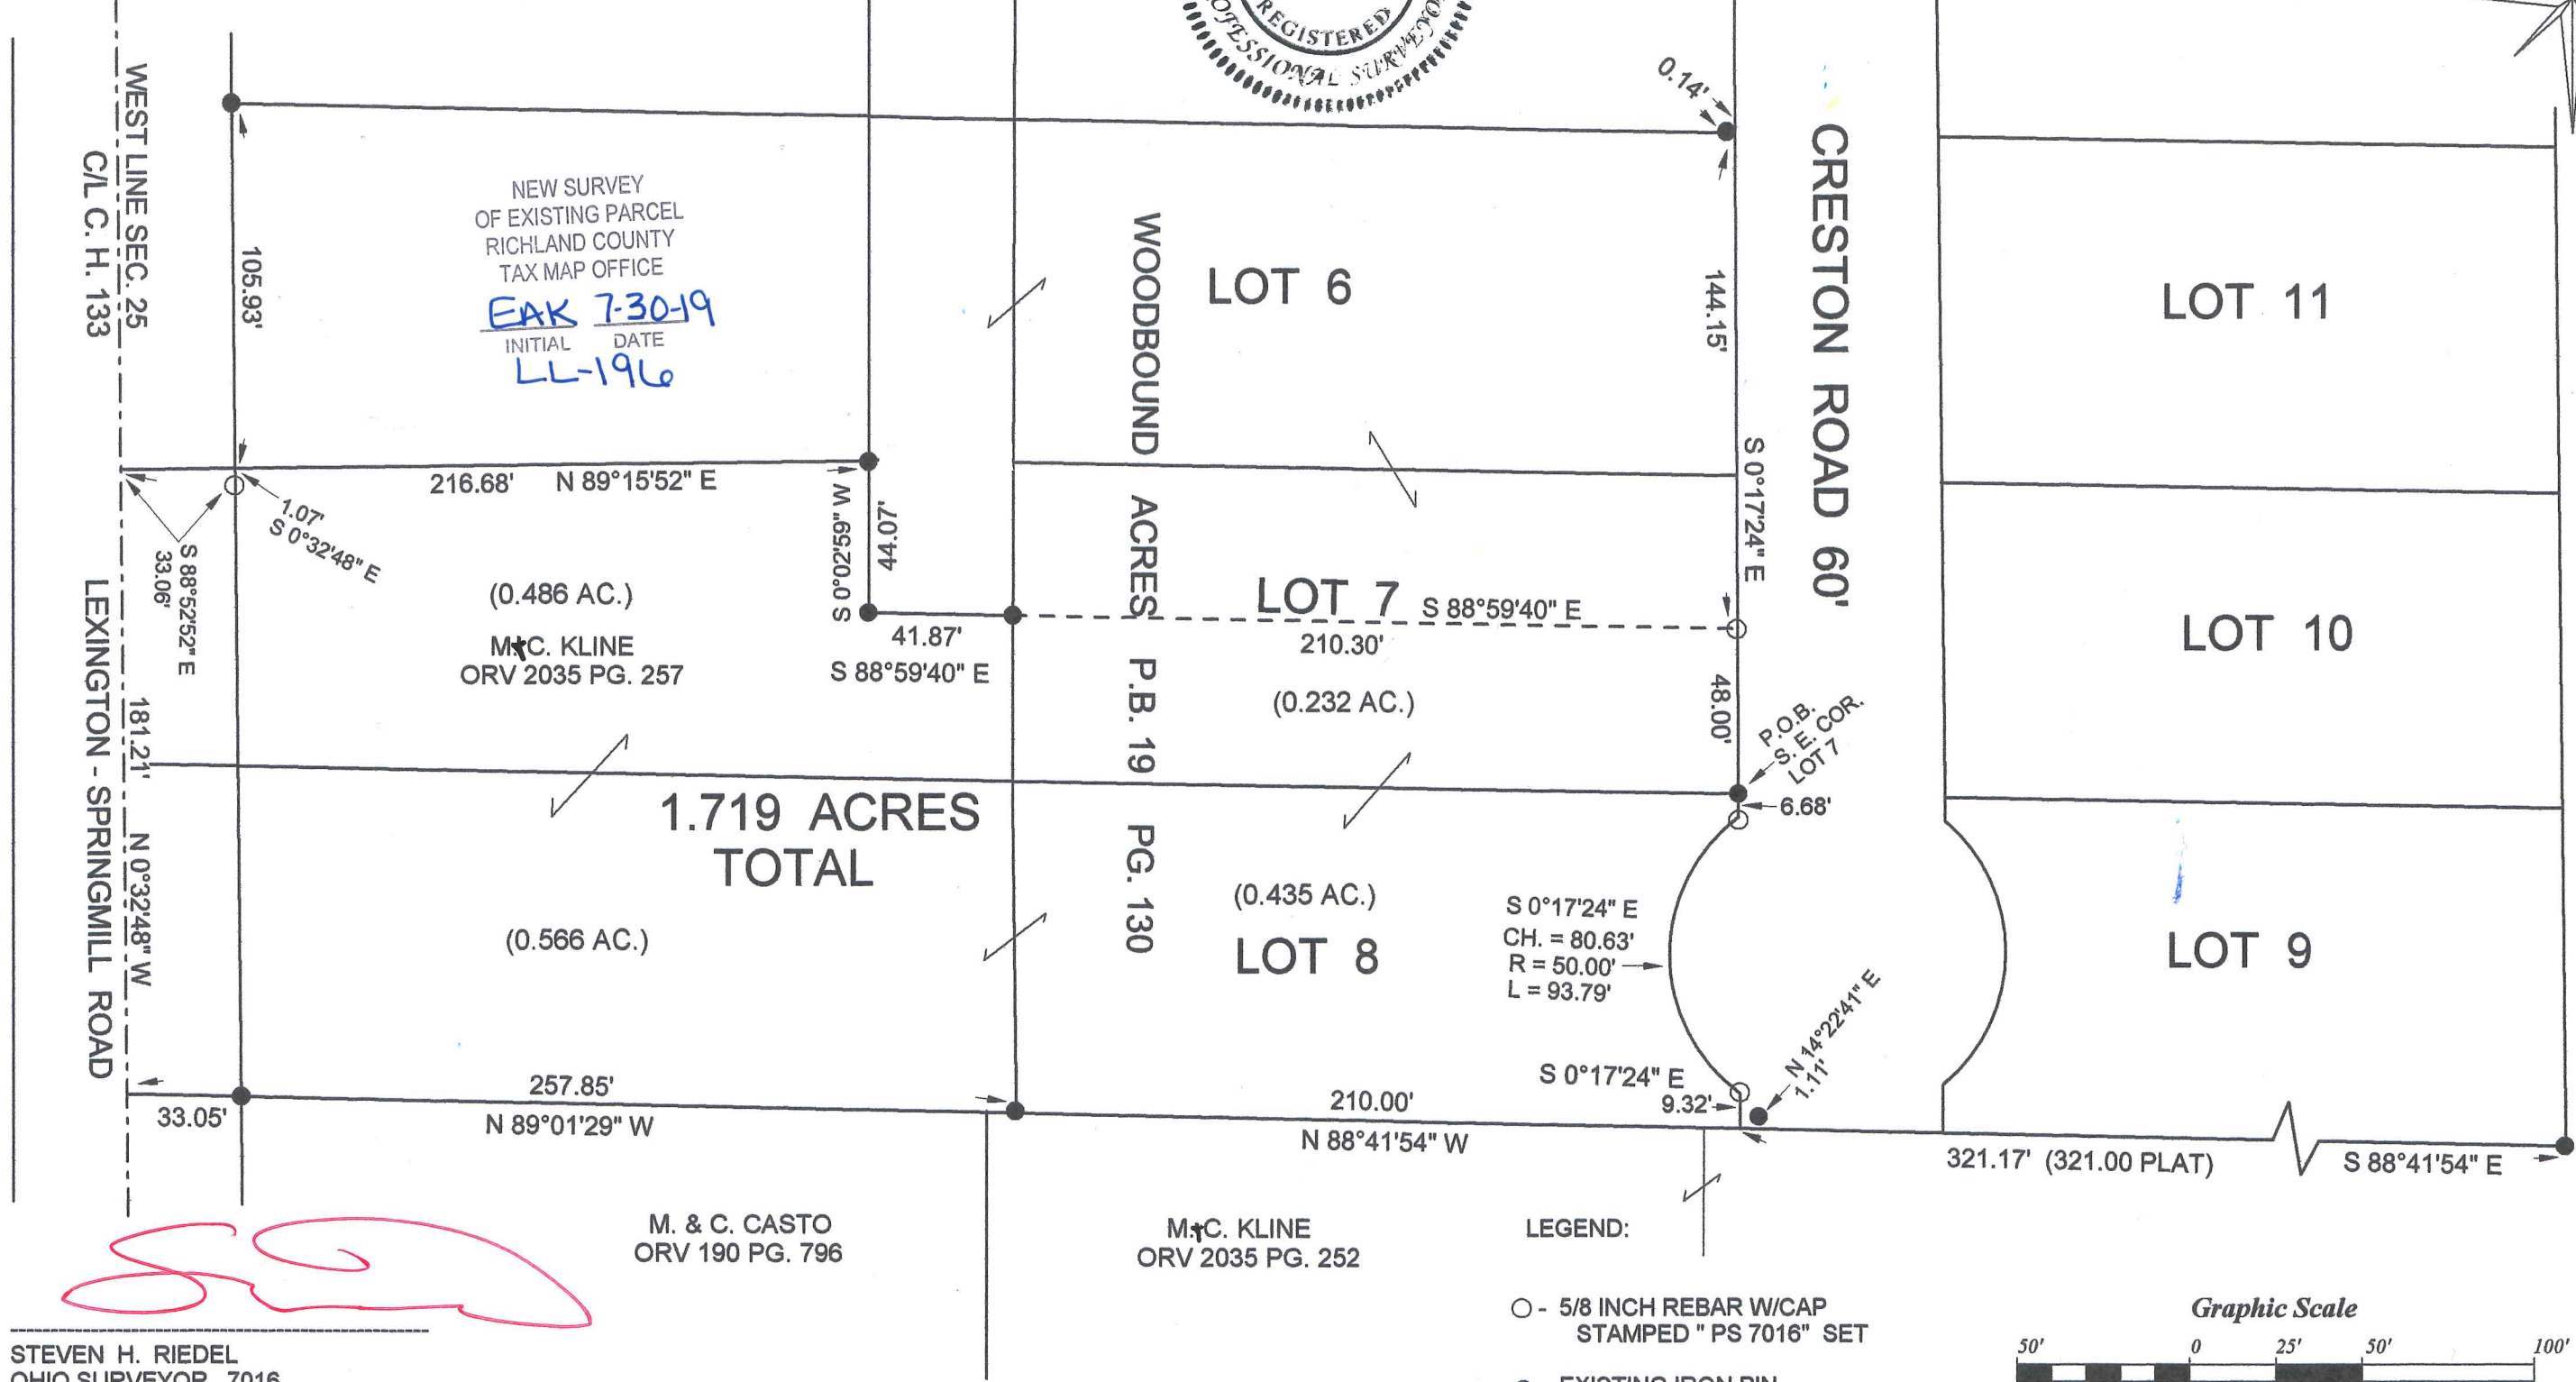 REGISTERED
PROFESSIONAL SURVEYOR
0.14'
WEST LINE SEC. 25
C/L C. H. 133
105.93'
NEW SURVEY
OF EXISTING PARCEL
RICHLAND COUNTY
TAX MAP OFFICE
EAK 7-30-19
INITIAL DATE
LL-196
WOODBOUND ACRES P.B. 19 PG. 130
LOT 6
144.15'
S 0°17'24" E
CRESTON ROAD 60'
LOT 11
216.68' N 89°15'52" E
1.07'
S 0°32'48" E
S 88°52'52" E
33.06'
44.07'
S 0°02'59" W
(0.486 AC.)
M+C. KLINE
ORV 2035 PG. 257
41.87'
S 88°59'40" E
LOT 7
S 88°59'40" E
210.30'
(0.232 AC.)
48.00'
P.O.B.
S. E. COR.
LOT 7
6.68'
LOT 10
LEXINGTON - SPRINGMILL ROAD
181.21' N 0°32'48" W
1.719 ACRES
TOTAL
(0.566 AC.)
(0.435 AC.)
LOT 8
S 0°17'24" E
CH. = 80.63'
R = 50.00'
L = 93.79'
LOT 9
N 14°22'41" E
1.11'
S 0°17'24" E
9.32'
33.05'
257.85'
N 89°01'29" W
210.00'
N 88°41'54" W
321.17' (321.00 PLAT)
S 88°41'54" E
M. & C. CASTO
ORV 190 PG. 796
M+C. KLINE
ORV 2035 PG. 252
LEGEND:
- 5/8 INCH REBAR W/CAP
STAMPED " PS 7016" SET
- EXISTING IRON PIN
Graphic Scale
50' 0 25' 50' 100'
STEVEN H. RIEDEL
OHIO SURVEYOR 7016